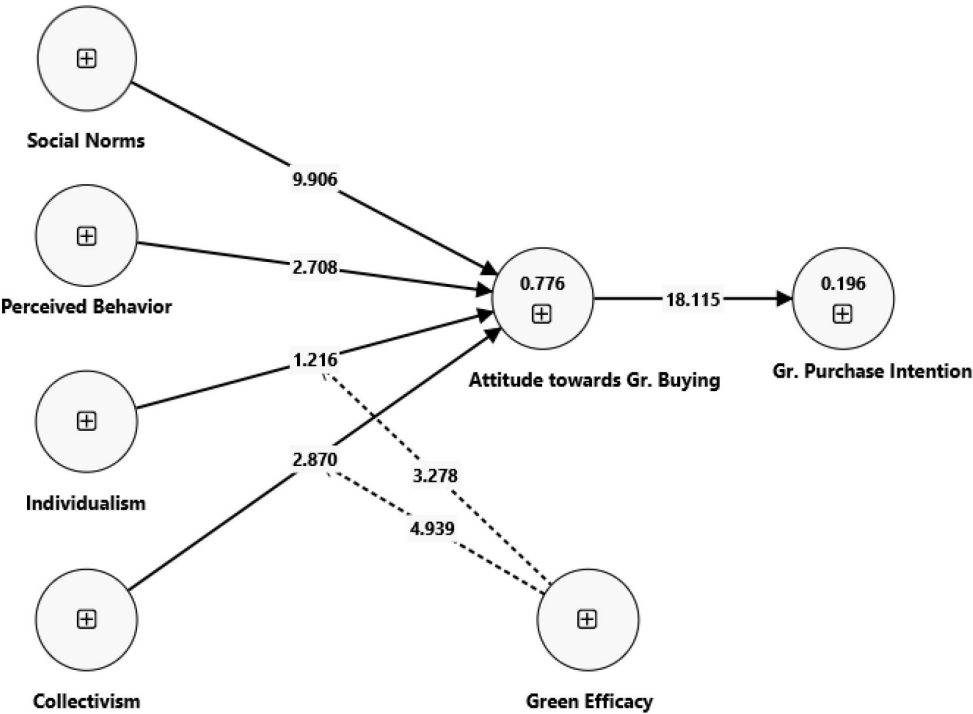 Social Norms
9.906
Perceived Behavior
2.708
0.776
Attitude towards Gr. Buying
18.115
0.196
Gr. Purchase Intention
1.216
Individualism
2.870
3.278
4.939
Collectivism
Green Efficacy